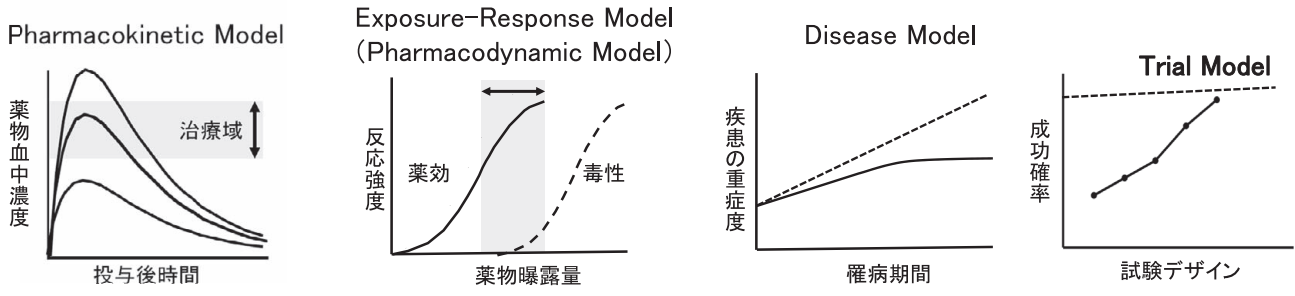 Pharmacokinetic Model
薬物血中濃度
治療域
投与後時間
Exposure-Response Model
(Pharmacodynamic Model)
反応強度
薬効
毒性
薬物曝露量
Disease Model
疾患の重症度
罹病期間
Trial Model
成功確率
試験デザイン